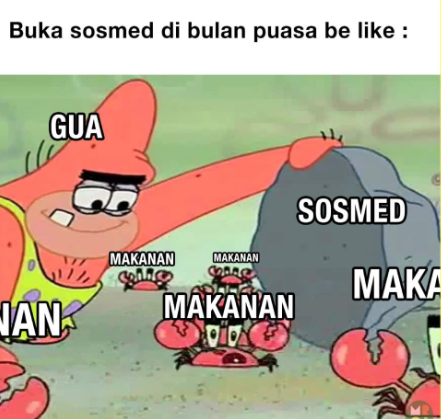 Buka sosmed di bulan puasa be like :
GUA
SOSMED
MAKANAN
MAKANAN
MAKA
MAKANAN
NAN